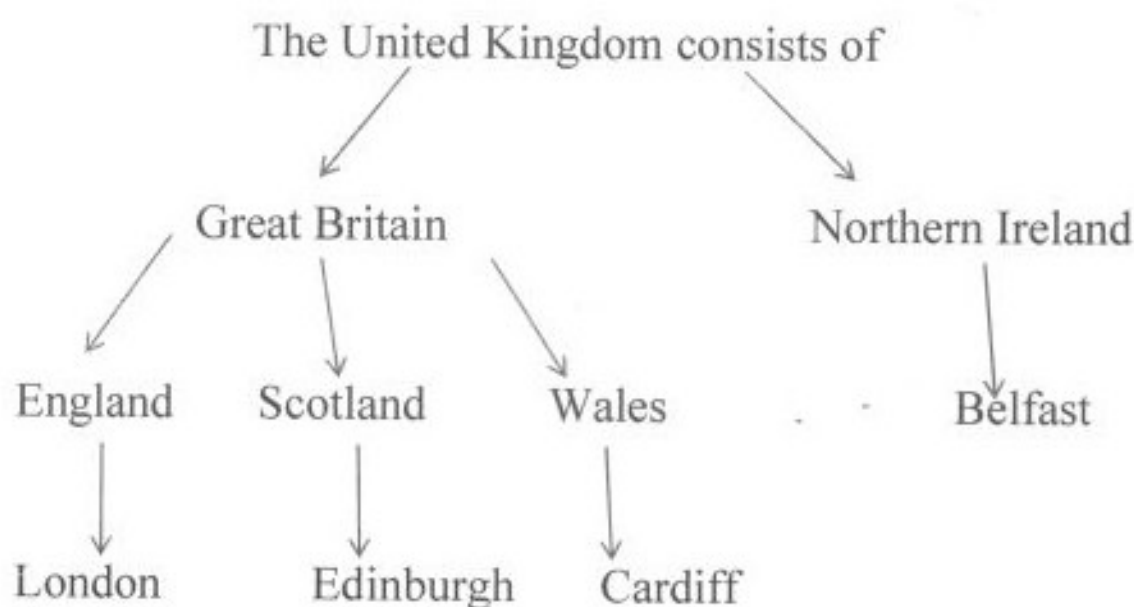 The United Kingdom consists of
Great Britain Northern Ireland
England Scotland Wales Belfast
London Edinburgh Cardiff